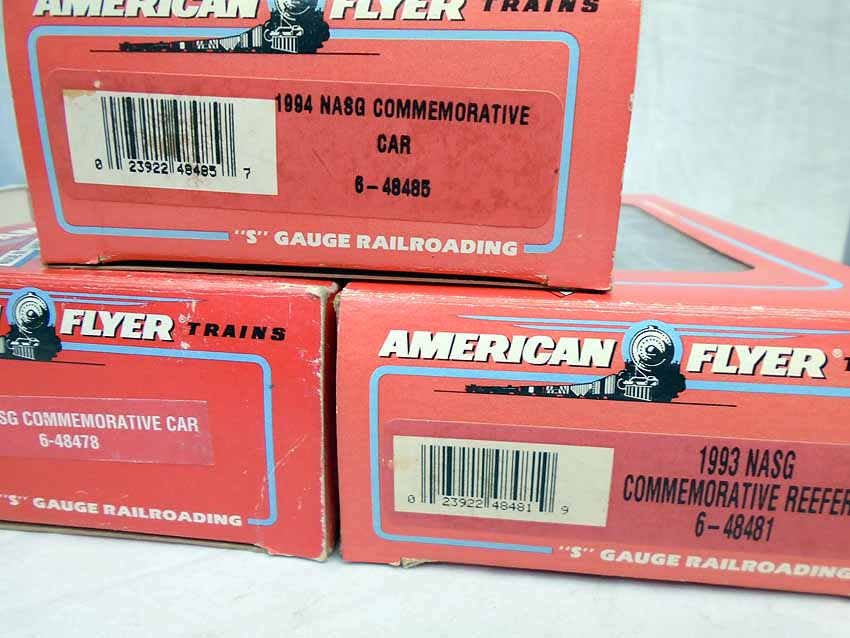 AMERICAN FLYER TRAINS
1994 NASG COMMEMORATIVE
CAR
6-48485
0 23922 48485 7
"S" GAUGE RAILROADING
FLYER® TRAINS
COMMEMORATIVE CAR
6-48478
"S" GAUGE RAILROADING
AMERICAN FLYER®
1993 NASG
COMMEMORATIVE REEFER
6-48481
0 23922 48481 9
"S" GAUGE RAILROADING